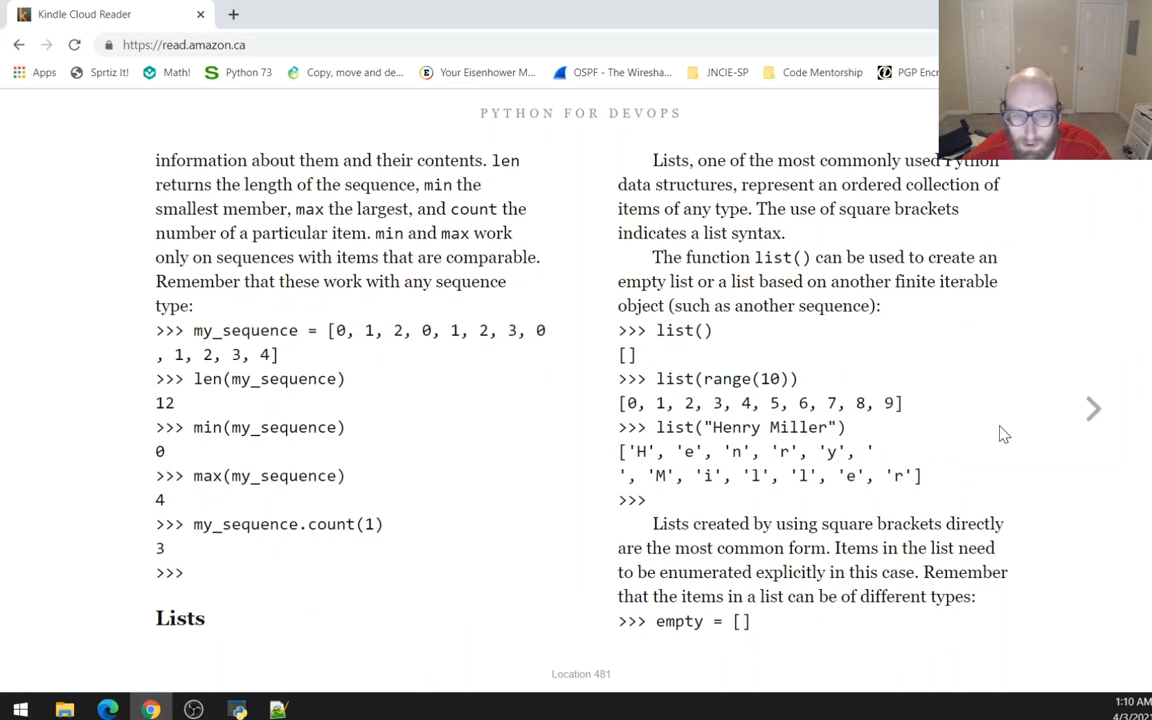 Kindle Cloud Reader
https://read.amazon.ca
Apps
Sprtiz It!
Math!
Python 73
Copy, move and de...
Your Eisenhower M...
OSPF - The Wiresha...
JNCIE-SP
Code Mentorship
PGP Encr
PYTHON FOR DEVOPS
information about them and their contents. len
returns the length of the sequence, min the
smallest member, max the largest, and count the
number of a particular item. min and max work
only on sequences with items that are comparable.
Remember that these work with any sequence
type:
>>> my_sequence = [0, 1, 2, 0, 1, 2, 3, 0
, 1, 2, 3, 4]
>>> len(my_sequence)
12
>>> min(my_sequence)
0
>>> max(my_sequence)
4
>>> my_sequence.count(1)
3
>>>
Lists
Lists, one of the most commonly used Python
data structures, represent an ordered collection of
items of any type. The use of square brackets
indicates a list syntax.
The function list() can be used to create an
empty list or a list based on another finite iterable
object (such as another sequence):
>>> list()
[]
>>> list(range(10))
[0, 1, 2, 3, 4, 5, 6, 7, 8, 9]
>>> list("Henry Miller")
['H', 'e', 'n', 'r', 'y', '
', 'M', 'i', 'l', 'l', 'e', 'r']
>>>
Lists created by using square brackets directly
are the most common form. Items in the list need
to be enumerated explicitly in this case. Remember
that the items in a list can be of different types:
>>> empty = []
Location 481
1:10 AM
4/3/202